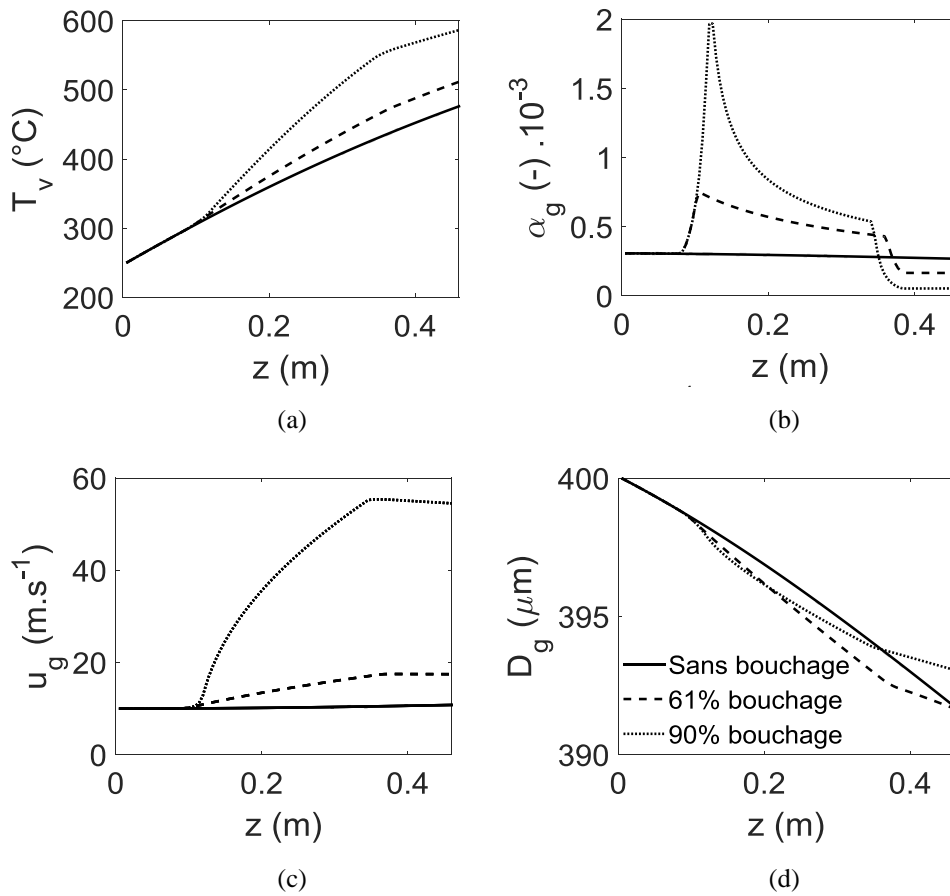 600
500
400
300
200
T_v (°C)
0
0.2
0.4
z (m)
(a)
2
1.5
1
0.5
0
α_g (-) .10^-3
0
0.2
0.4
z (m)
(b)
60
40
20
0
u_g (m.s^-1)
0
0.2
0.4
z (m)
(c)
400
395
390
D_g (μm)
Sans bouchage
61% bouchage
90% bouchage
0
0.2
0.4
z (m)
(d)